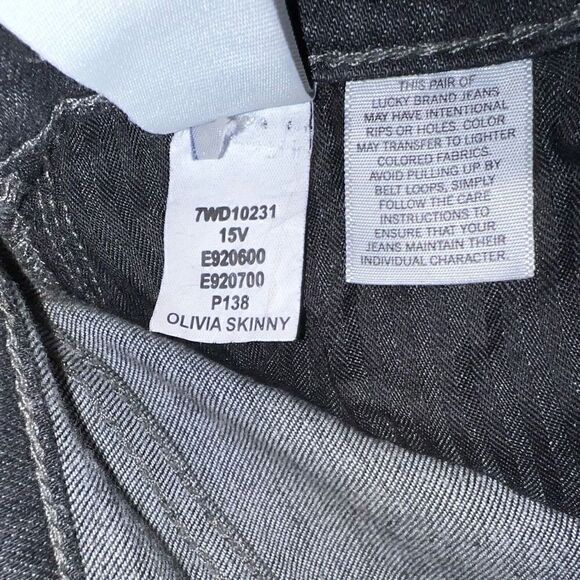 7WD10231
15V
E920600
E920700
P138
OLIVIA SKINNY
THIS PAIR OF
LUCKY BRAND JEANS
MAY HAVE INTENTIONAL
RIPS OR HOLES. COLOR
MAY TRANSFER TO LIGHTER
COLORED FABRICS.
AVOID PULLING UP BY
BELT LOOPS, SIMPLY
FOLLOW THE CARE
INSTRUCTIONS TO
ENSURE THAT YOUR
JEANS MAINTAIN THEIR
INDIVIDUAL CHARACTER.